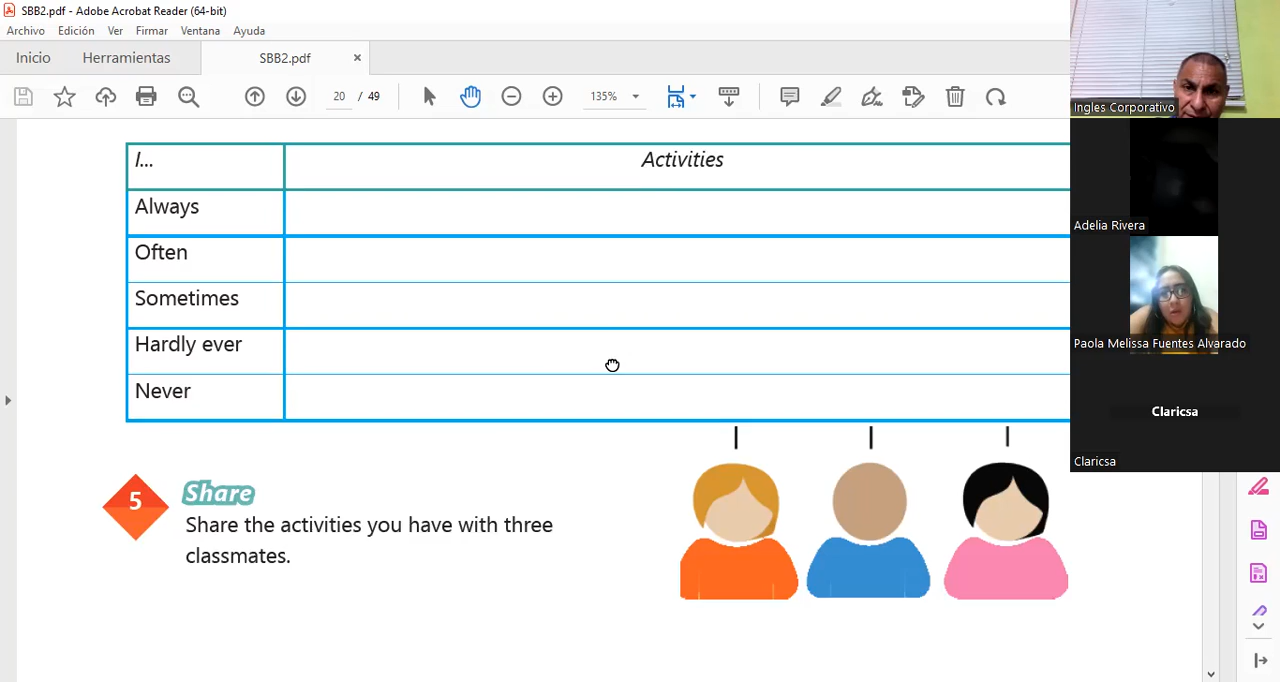 SBB2.pdf - Adobe Acrobat Reader (64-bit)
Archivo Edición Ver Firmar Ventana Ayuda
Inicio Herramientas SBB2.pdf ×
20 / 49 135%
I... Activities
Always
Often
Sometimes
Hardly ever
Never
5 Share
Share the activities you have with three
classmates.
Ingles Corporativo
Adelia Rivera
Paola Melissa Fuentes Alvarado
Claricsa
Claricsa